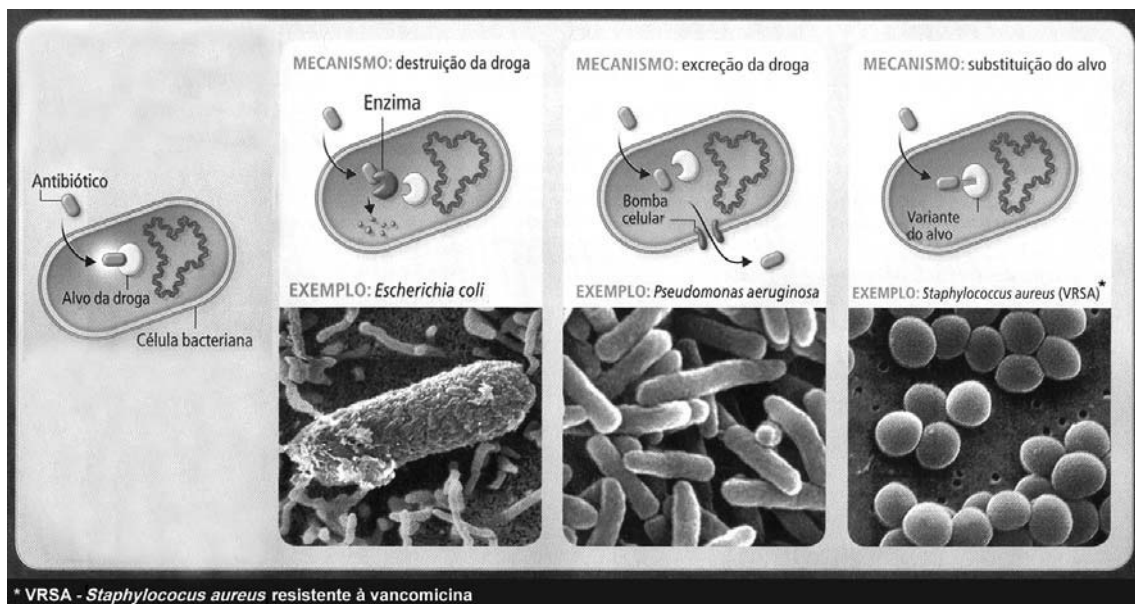 Antibiótico
Alvo da droga
Célula bacteriana
MECANISMO: destruição da droga
Enzima
EXEMPLO: Escherichia coli
MECANISMO: excreção da droga
Bomba
celular
EXEMPLO: Pseudomonas aeruginosa
MECANISMO: substituição do alvo
Variante
do alvo
EXEMPLO: Staphylococcus aureus (VRSA)*
* VRSA - Staphylococus aureus resistente à vancomicina